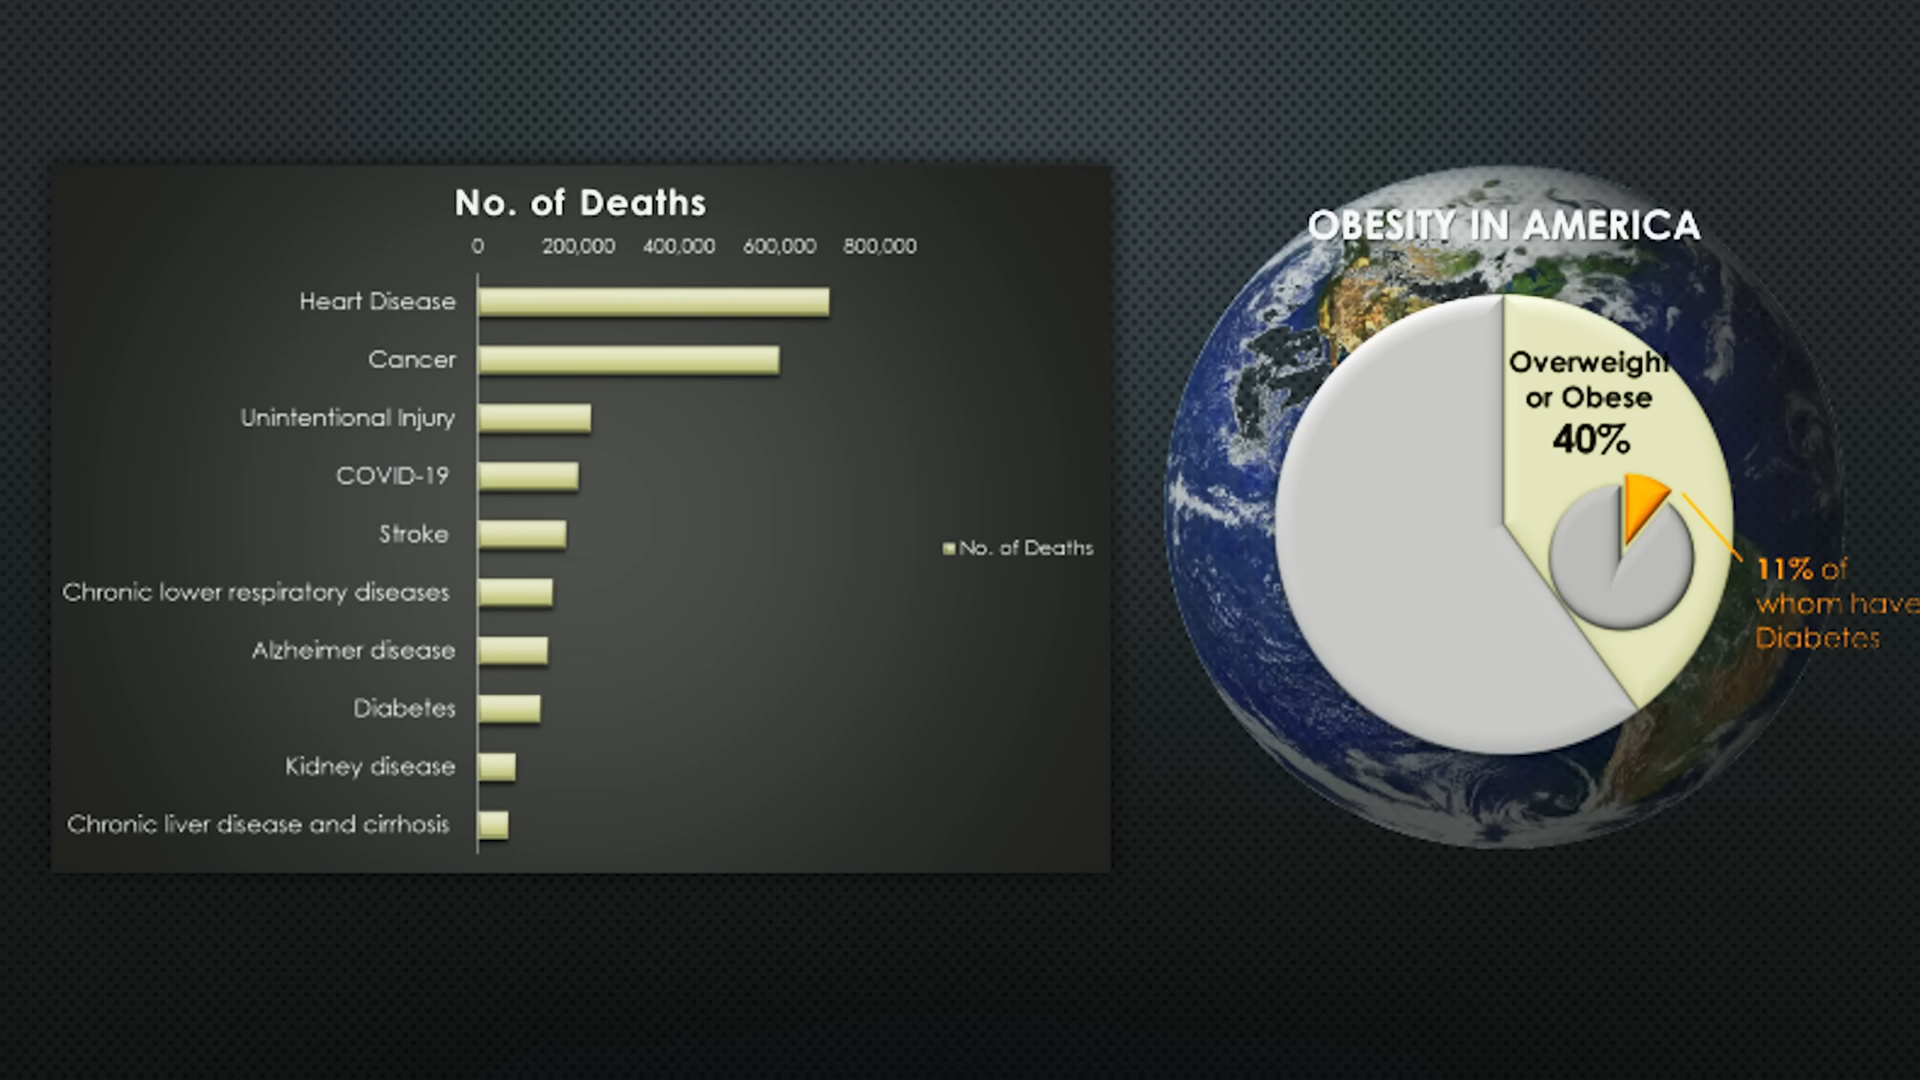 No. of Deaths
0 200,000 400,000 600,000 800,000
Heart Disease
Cancer
Unintentional Injury
COVID-19
Stroke
Chronic lower respiratory diseases
Alzheimer disease
Diabetes
Kidney disease
Chronic liver disease and cirrhosis
No. of Deaths
OBESITY IN AMERICA
Overweight
or Obese
40%
11% of
whom have
Diabetes